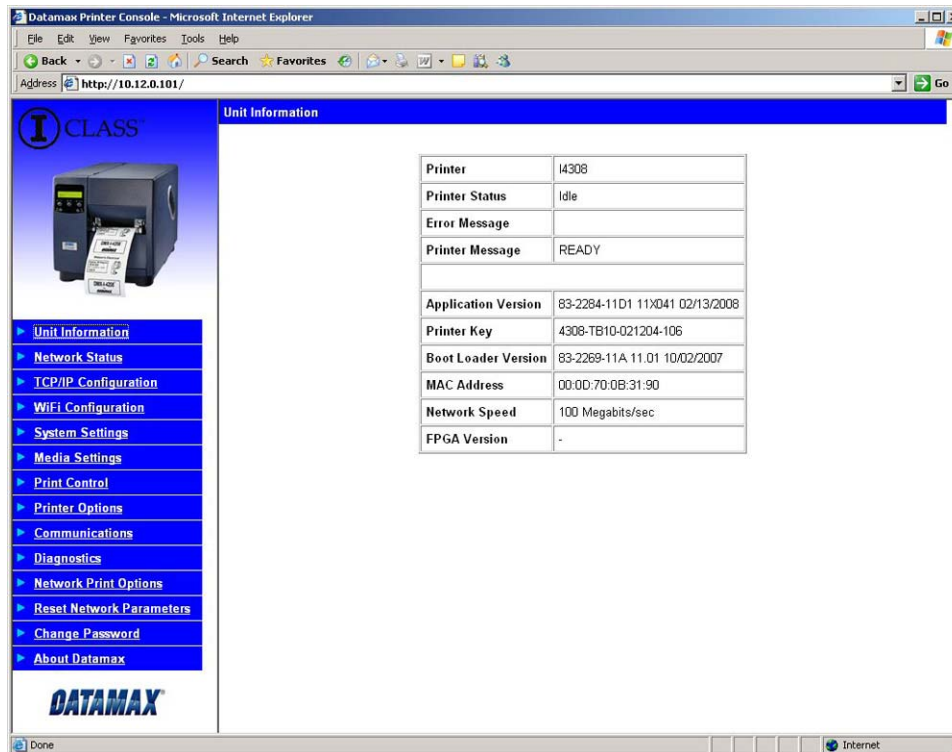 Datamax Printer Console - Microsoft Internet Explorer
File Edit View Favorites Tools Help
Back Search Favorites
Address http://10.12.0.101/ Go
I CLASS™
Unit Information
Printer I4308
Printer Status Idle
Error Message
Printer Message READY
Application Version 83-2284-11D1 11X041 02/13/2008
Printer Key 4308-TB10-021204-106
Boot Loader Version 83-2269-11A 11.01 10/02/2007
MAC Address 00:0D:70:0B:31:90
Network Speed 100 Megabits/sec
FPGA Version -
Unit Information
Network Status
TCP/IP Configuration
WiFi Configuration
System Settings
Media Settings
Print Control
Printer Options
Communications
Diagnostics
Network Print Options
Reset Network Parameters
Change Password
About Datamax
DATAMAX
Done Internet